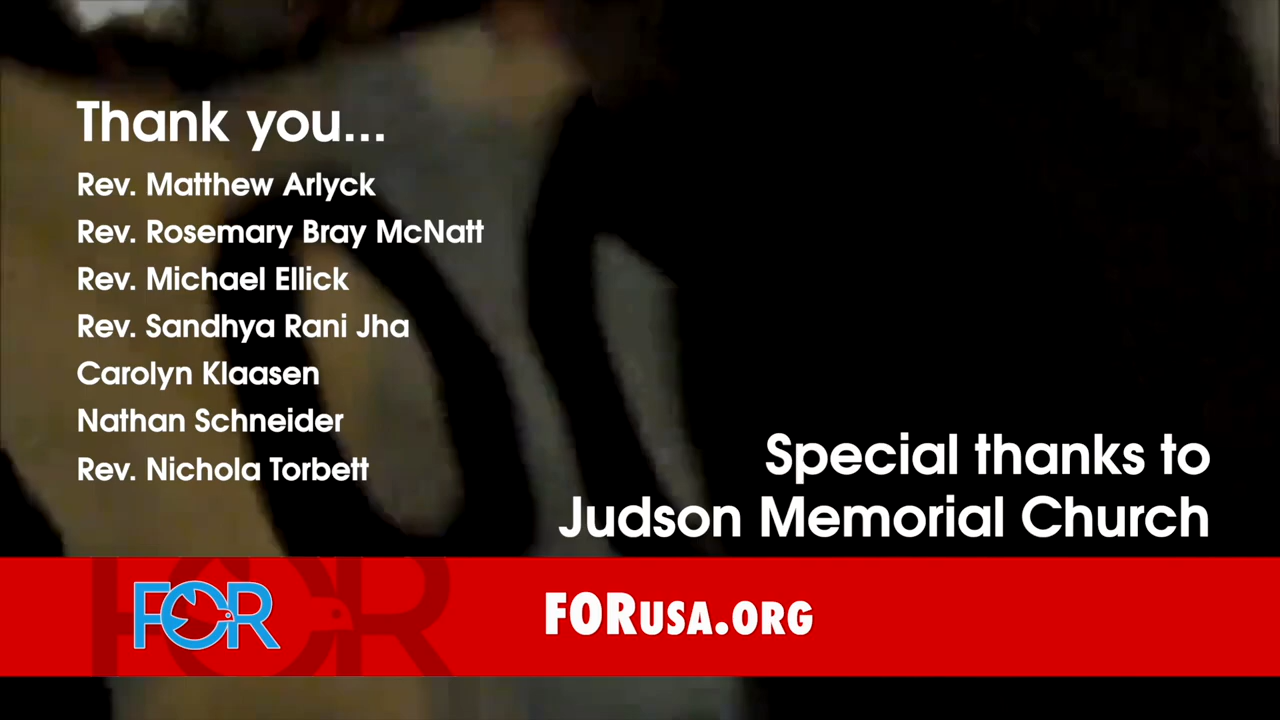 Thank you...
Rev. Matthew Arlyck
Rev. Rosemary Bray McNatt
Rev. Michael Ellick
Rev. Sandhya Rani Jha
Carolyn Klaasen
Nathan Schneider
Rev. Nichola Torbett
Special thanks to
Judson Memorial Church
FOR
FORUSA.ORG